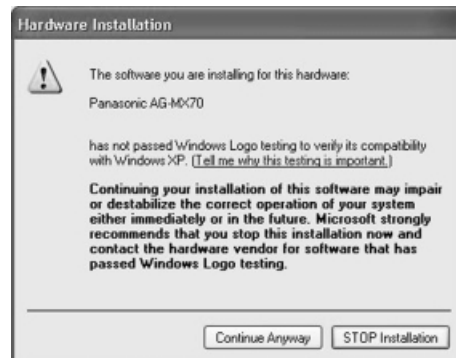 Hardware Installation
The software you are installing for this hardware:
Panasonic AG-MX70
has not passed Windows Logo testing to verify its compatibility
with Windows XP. (Tell me why this testing is important.)
Continuing your installation of this software may impair
or destabilize the correct operation of your system
either immediately or in the future. Microsoft strongly
recommends that you stop this installation now and
contact the hardware vendor for software that has
passed Windows Logo testing.
Continue Anyway
STOP Installation